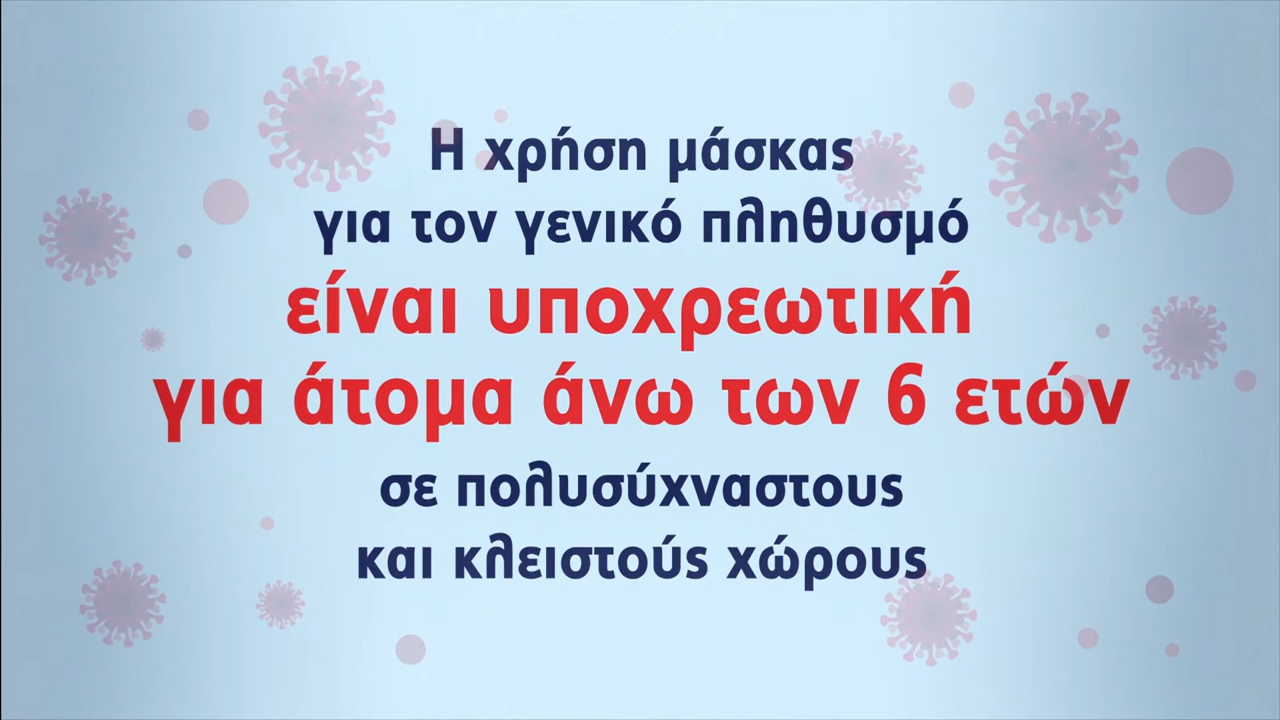 Η χρήση μάσκας
για τον γενικό πληθυσμό
είναι υποχρεωτική
για άτομα άνω των 6 ετών
σε πολυσύχναστους
και κλειστούς χώρους